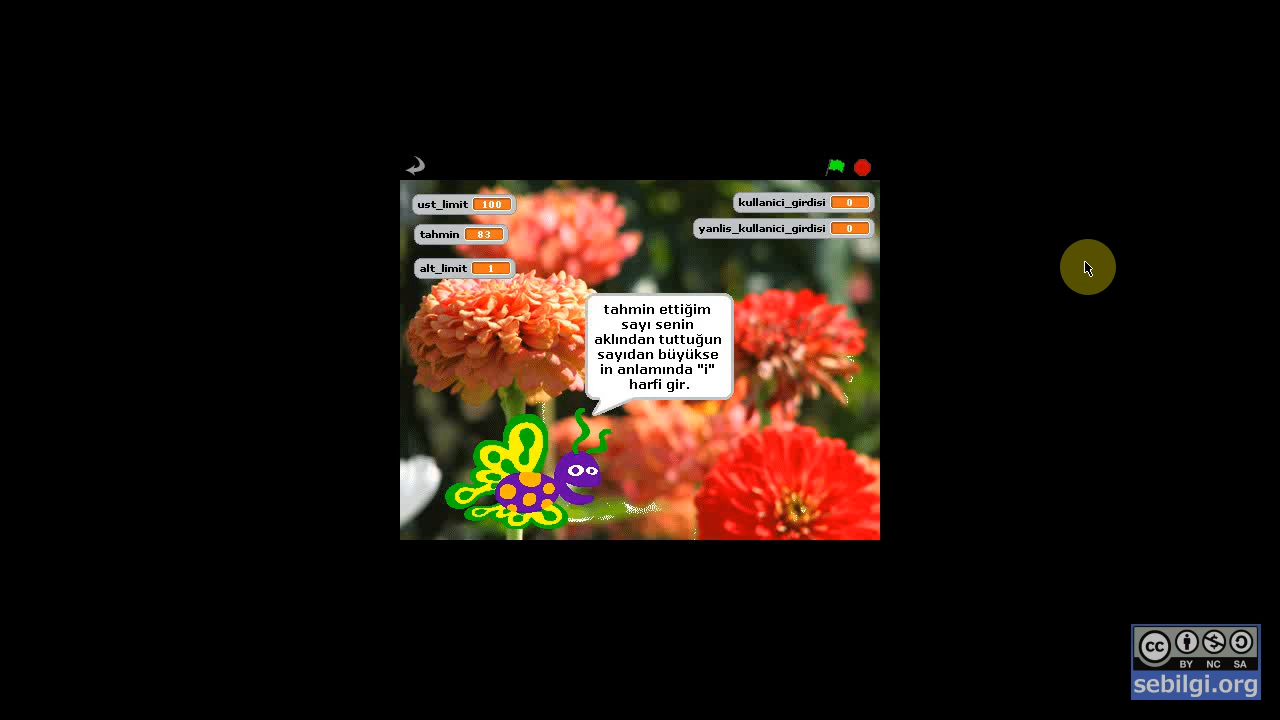 ust_limit 100
tahmin 83
alt_limit 1
kullanici_girdisi 0
yanlis_kullanici_girdisi 0
tahmin ettiğim
sayı senin
aklından tuttuğun
sayıdan büyükse
in anlamında "i"
harfi gir.
cc
BY NC SA
sebilgi.org